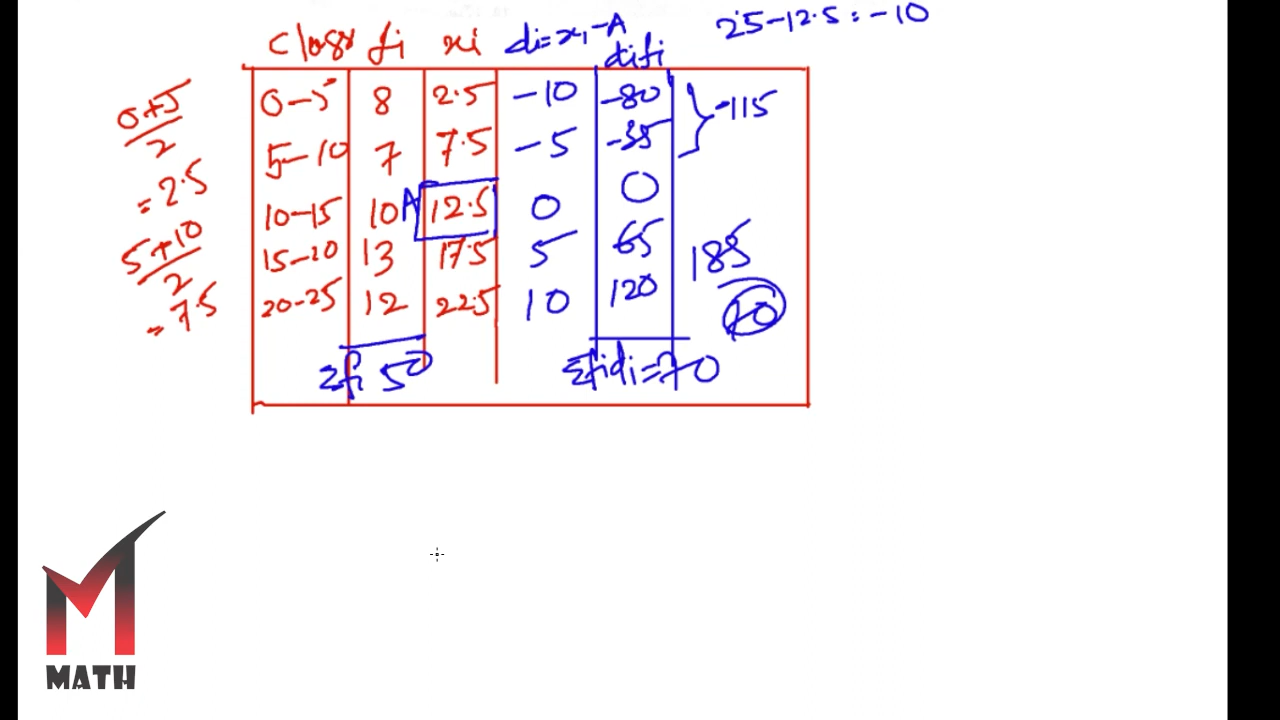 25-12.5 = -10
Class fi xi di=xi-A difi
0-5 8 2.5 -10 -80
5-10 7 7.5 -5 -35 } -115
10-15 10 A 12.5 0 0
15-20 13 17.5 5 65
20-25 12 22.5 10 120
185
70
Σfi 50 Σfidi=70
0+5
2
= 2.5
5+10
2
= 7.5
MATH